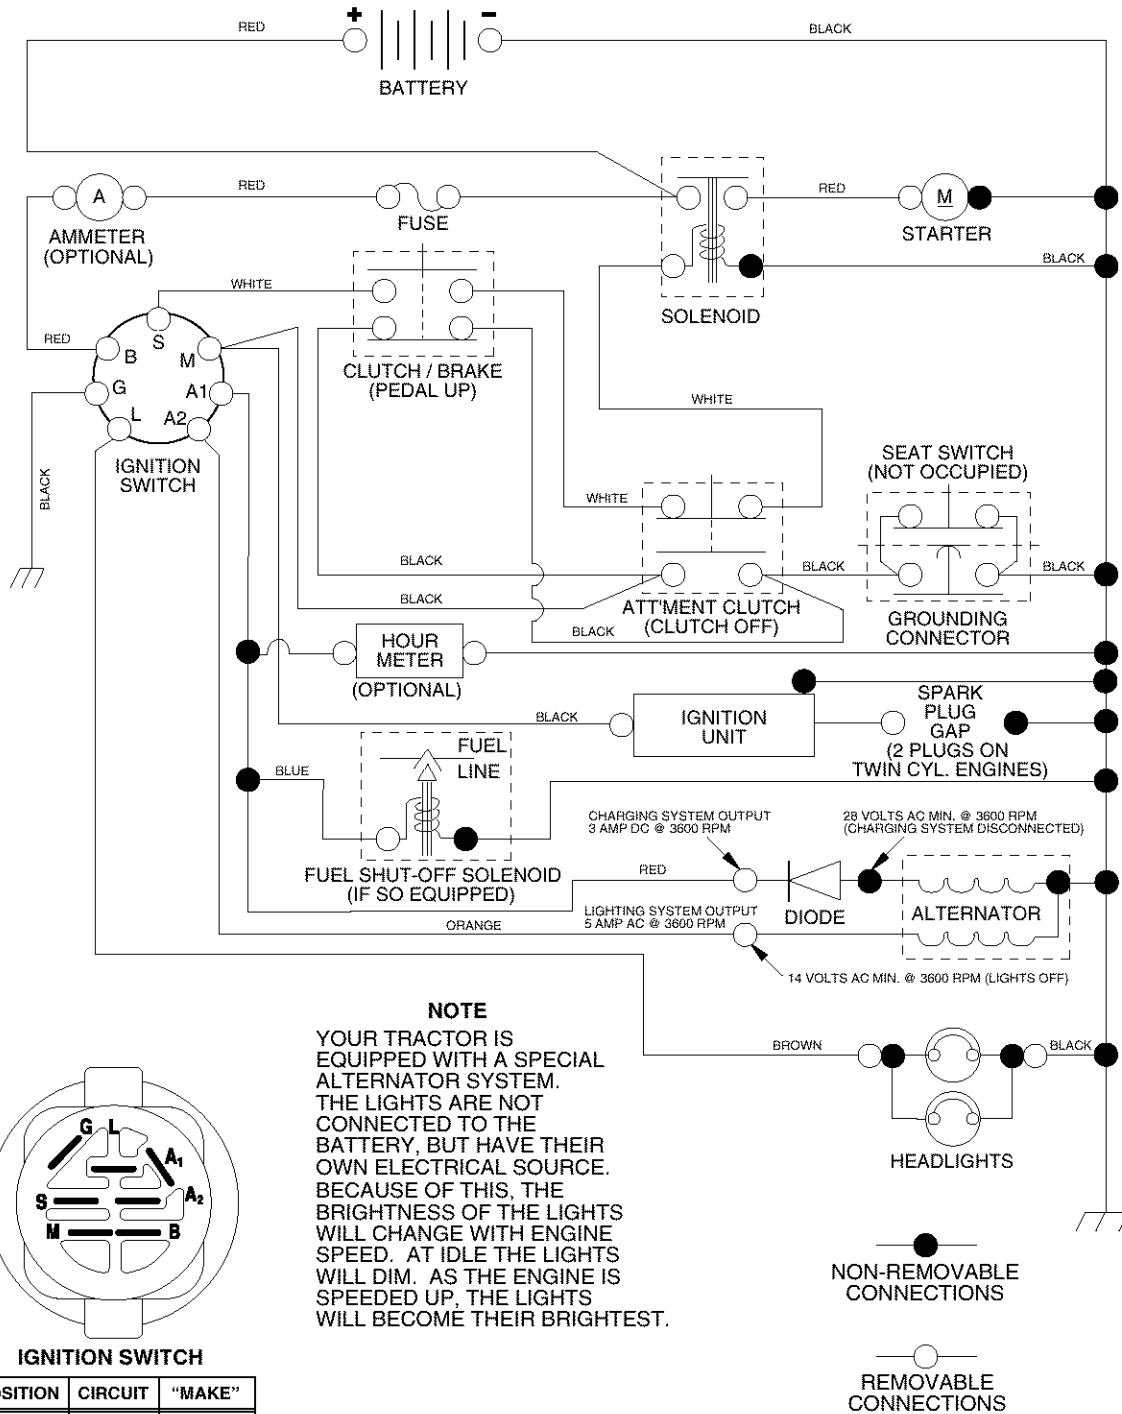 + −
RED
BLACK
BATTERY
A
RED
RED
M
AMMETER
(OPTIONAL)
FUSE
STARTER
WHITE
BLACK
SOLENOID
RED
S
B
M
G
A1
L
A2
CLUTCH / BRAKE
(PEDAL UP)
WHITE
IGNITION
SWITCH
BLACK
SEAT SWITCH
(NOT OCCUPIED)
WHITE
BLACK
BLACK
BLACK
BLACK
ATT'MENT CLUTCH
(CLUTCH OFF)
BLACK
GROUNDING
CONNECTOR
HOUR
METER
(OPTIONAL)
BLACK
IGNITION
UNIT
SPARK
PLUG
GAP
(2 PLUGS ON
TWIN CYL. ENGINES)
FUEL
LINE
BLUE
CHARGING SYSTEM OUTPUT
3 AMP DC @ 3600 RPM
28 VOLTS AC MIN. @ 3600 RPM
(CHARGING SYSTEM DISCONNECTED)
FUEL SHUT-OFF SOLENOID
(IF SO EQUIPPED)
RED
DIODE
ALTERNATOR
LIGHTING SYSTEM OUTPUT
5 AMP AC @ 3600 RPM
ORANGE
14 VOLTS AC MIN. @ 3600 RPM (LIGHTS OFF)
NOTE
YOUR TRACTOR IS
EQUIPPED WITH A SPECIAL
ALTERNATOR SYSTEM.
THE LIGHTS ARE NOT
CONNECTED TO THE
BATTERY, BUT HAVE THEIR
OWN ELECTRICAL SOURCE.
BECAUSE OF THIS, THE
BRIGHTNESS OF THE LIGHTS
WILL CHANGE WITH ENGINE
SPEED. AT IDLE THE LIGHTS
WILL DIM. AS THE ENGINE IS
SPEEDED UP, THE LIGHTS
WILL BECOME THEIR BRIGHTEST.
BROWN
BLACK
HEADLIGHTS
G L
A1
S
A2
M
B
IGNITION SWITCH
SITION CIRCUIT “MAKE”
NON-REMOVABLE
CONNECTIONS
REMOVABLE
CONNECTIONS